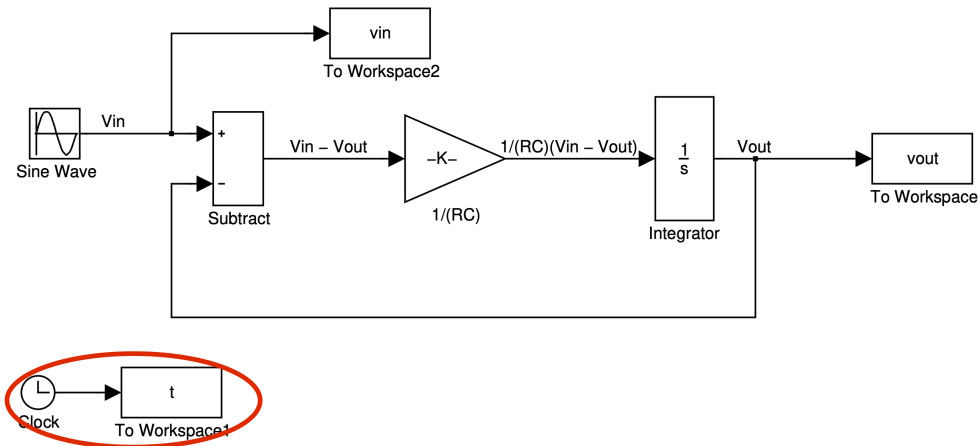 vin
To Workspace2
Vin
+
−
Sine Wave
Subtract
Vin − Vout
−K−
1/(RC)
1/(RC)(Vin − Vout)
1
s
Integrator
Vout
vout
To Workspace
Clock
t
To Workspace1